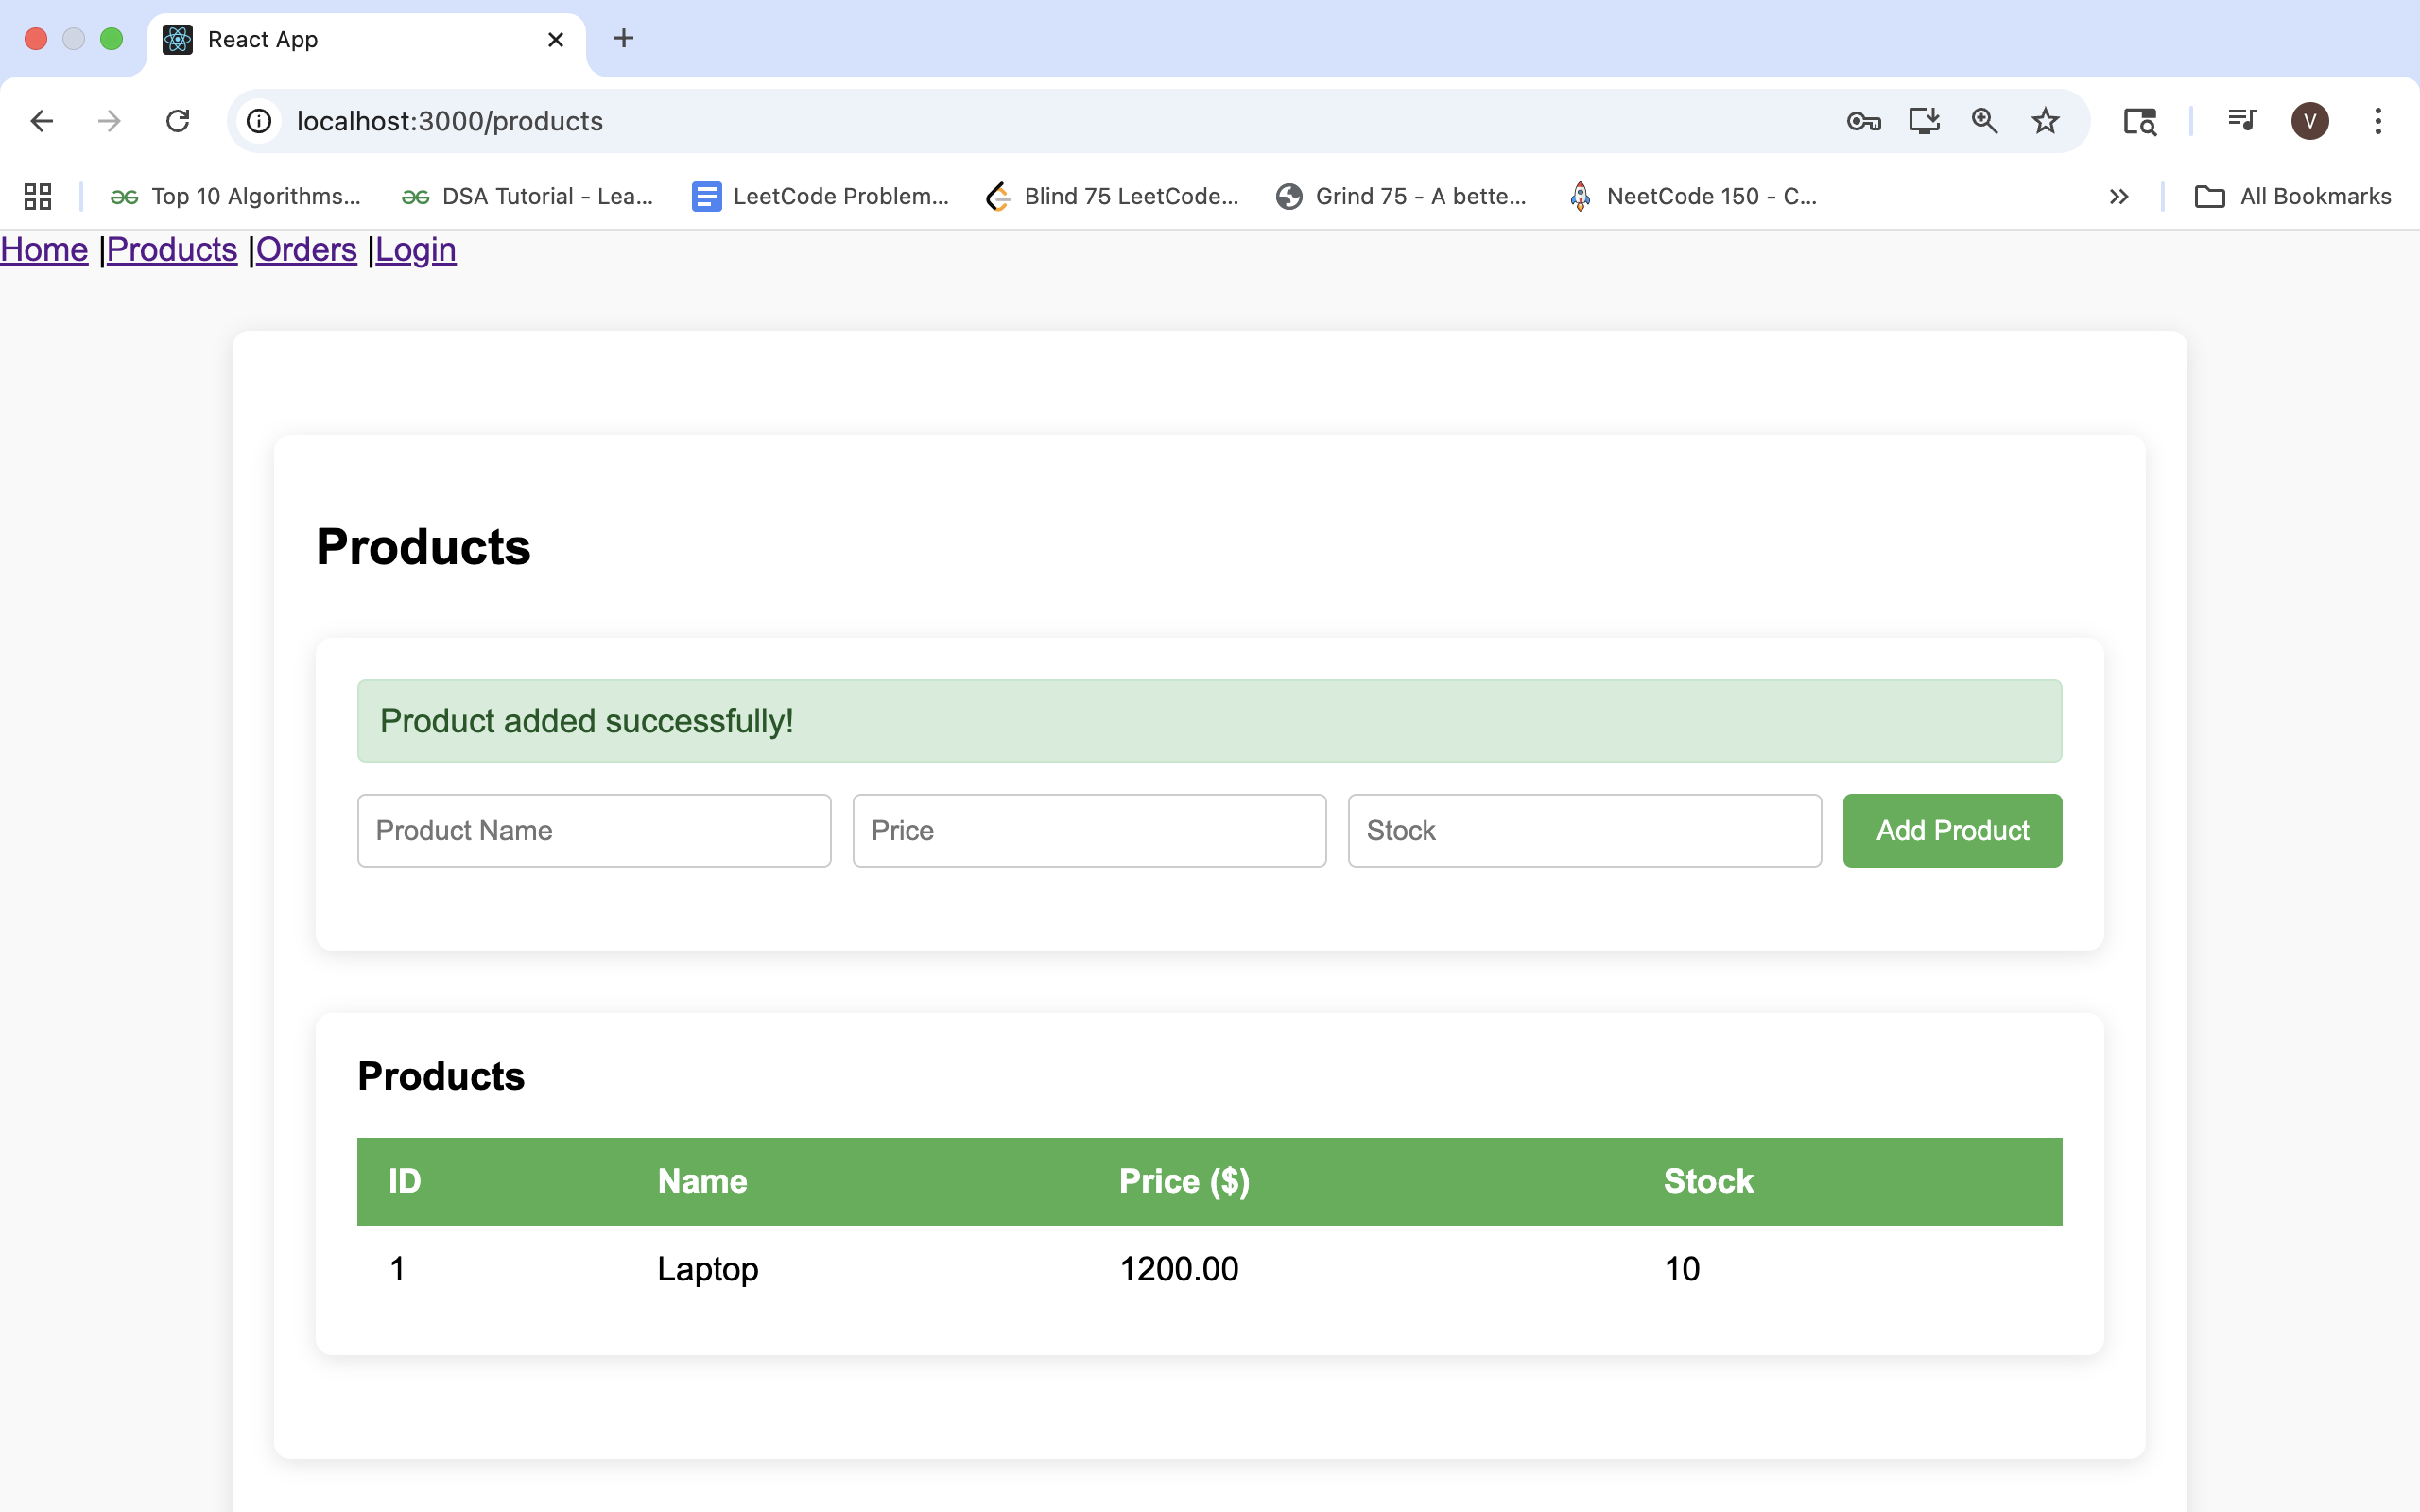 React App
localhost:3000/products
V
Top 10 Algorithms... DSA Tutorial - Lea... LeetCode Problem... Blind 75 LeetCode... Grind 75 - A bette... NeetCode 150 - C... All Bookmarks
Home |Products |Orders |Login
Products
Product added successfully!
Product Name Price Stock Add Product
Products
ID Name Price ($) Stock
1 Laptop 1200.00 10